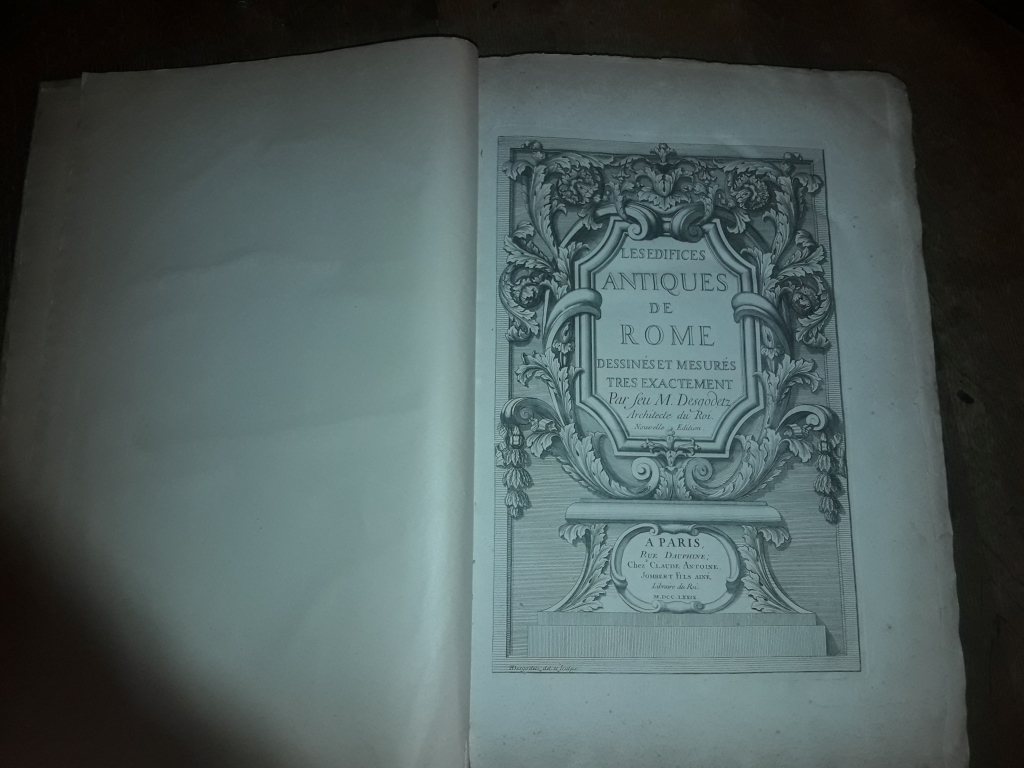 LES EDIFICES
ANTIQUES
DE
ROME
DESSINÉS ET MESURÉS
TRES EXACTEMENT
Par feu M. Desgodetz
Architecte du Roi.
Nouvelle Edition
A PARIS,
RUE DAUPHINE,
Chez CLAUDE ANTOINE
JOMBERT FILS AINÉ,
Libraire du Roi.
M.DCC.LXXIX